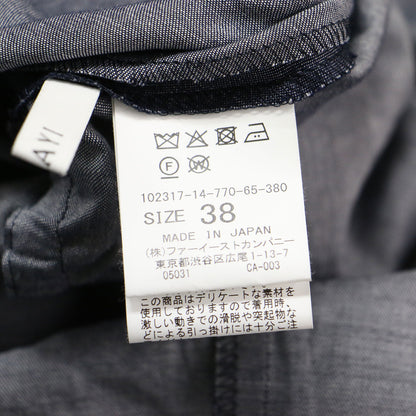 AYI
F
W
102317-14-770-65-380
SIZE 38
MADE IN JAPAN
(株)ファーイーストカンパニー
東京都渋谷区広尾1-13-7
05031 CA-003
この商品はデリケートな素材を
使用しておりますので着用時、
激しい動きでの滑脱や突起物な
どによる引っ掛けには十分ご注